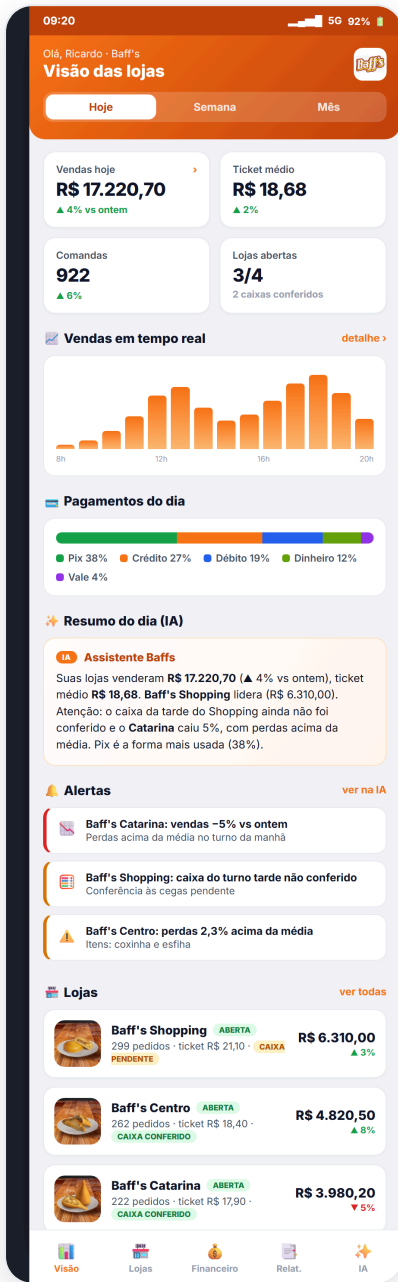 09:20
5G 92%
Olá, Ricardo · Baff's
Visão das lojas
Baff's
Hoje
Semana
Mês
Vendas hoje ›
R$ 17.220,70
▲ 4% vs ontem
Ticket médio
R$ 18,68
▲ 2%
Comandas
922
▲ 6%
Lojas abertas
3/4
2 caixas conferidos
Vendas em tempo real
detalhe ›
8h
12h
16h
20h
Pagamentos do dia
Pix 38%
Crédito 27%
Débito 19%
Dinheiro 12%
Vale 4%
Resumo do dia (IA)
IA Assistente Baffs
Suas lojas venderam R$ 17.220,70 (▲ 4% vs ontem), ticket
médio R$ 18,68. Baff's Shopping lidera (R$ 6.310,00).
Atenção: o caixa da tarde do Shopping ainda não foi
conferido e o Catarina caiu 5%, com perdas acima da
média. Pix é a forma mais usada (38%).
Alertas
ver na IA
Baff's Catarina: vendas −5% vs ontem
Perdas acima da média no turno da manhã
Baff's Shopping: caixa do turno tarde não conferido
Conferência às cegas pendente
Baff's Centro: perdas 2,3% acima da média
Itens: coxinha e esfiha
Lojas
ver todas
Baff's Shopping ABERTA
299 pedidos · ticket R$ 21,10 · CAIXA
PENDENTE
R$ 6.310,00
▲ 3%
Baff's Centro ABERTA
262 pedidos · ticket R$ 18,40 ·
CAIXA CONFERIDO
R$ 4.820,50
▲ 8%
Baff's Catarina ABERTA
222 pedidos · ticket R$ 17,90 ·
CAIXA CONFERIDO
R$ 3.980,20
▼ 5%
Visão
Lojas
Financeiro
Relat.
IA